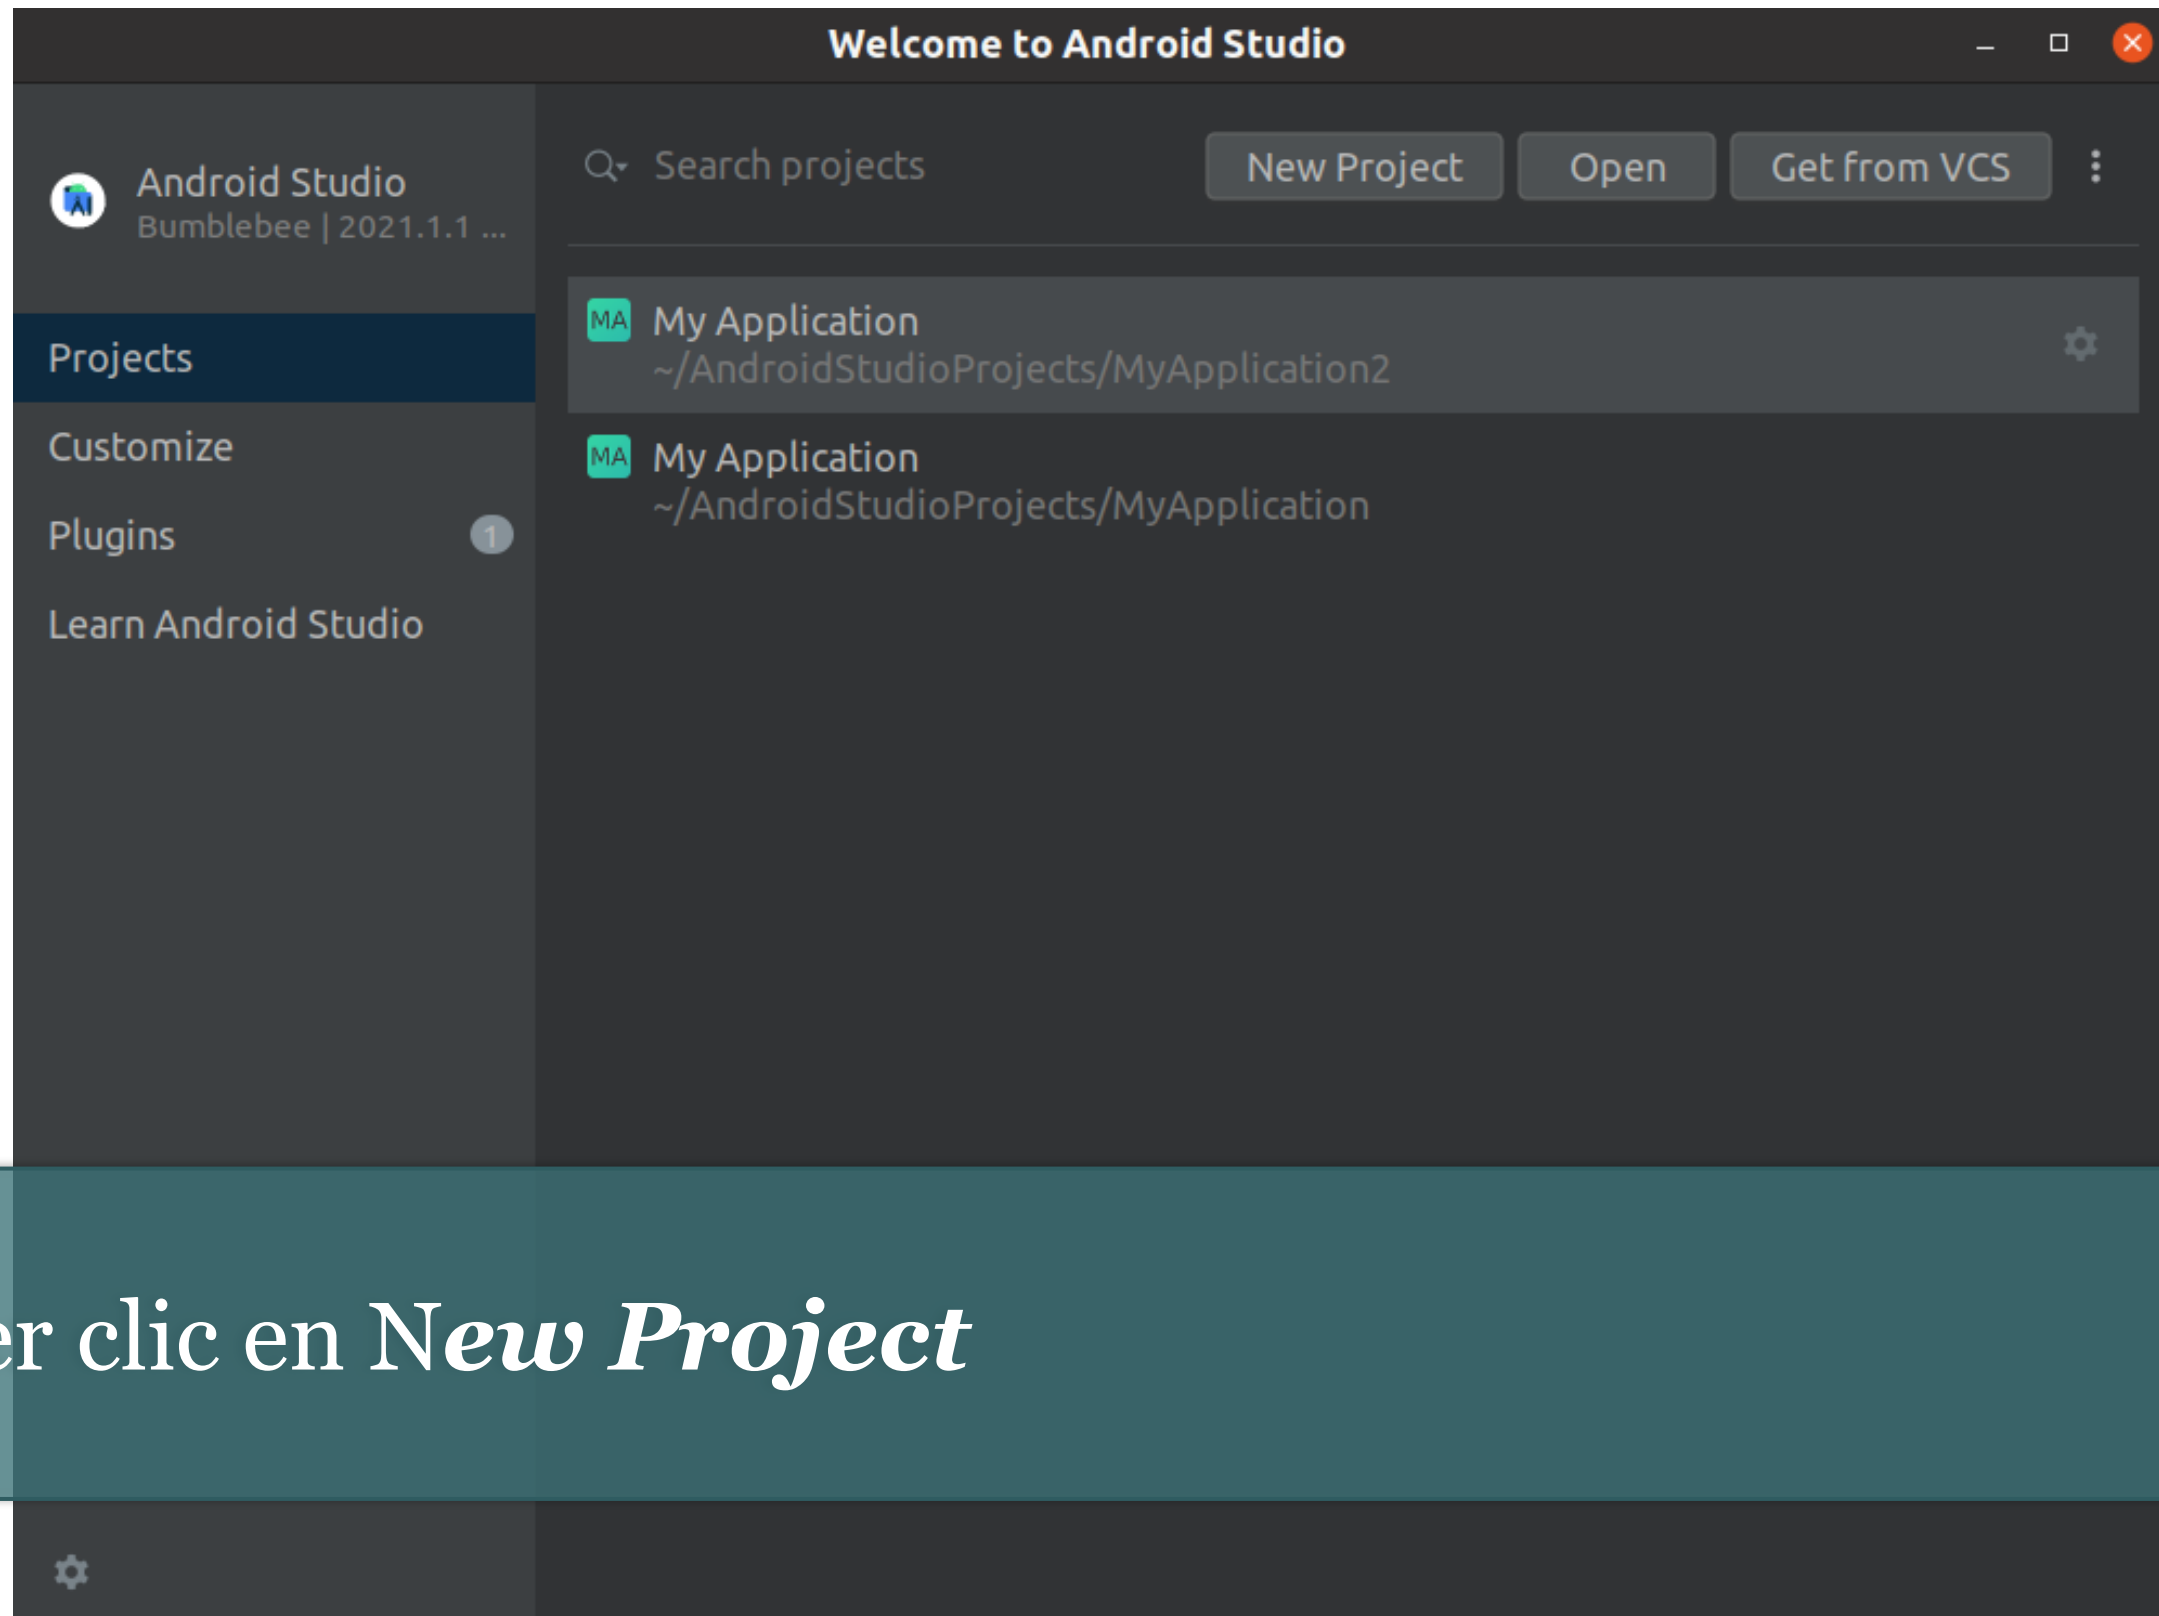 Welcome to Android Studio
Android Studio
Bumblebee | 2021.1.1 ...
Search projects
New Project
Open
Get from VCS
Projects
Customize
Plugins
1
Learn Android Studio
MA
My Application
~/AndroidStudioProjects/MyApplication2
MA
My Application
~/AndroidStudioProjects/MyApplication
er clic en New Project